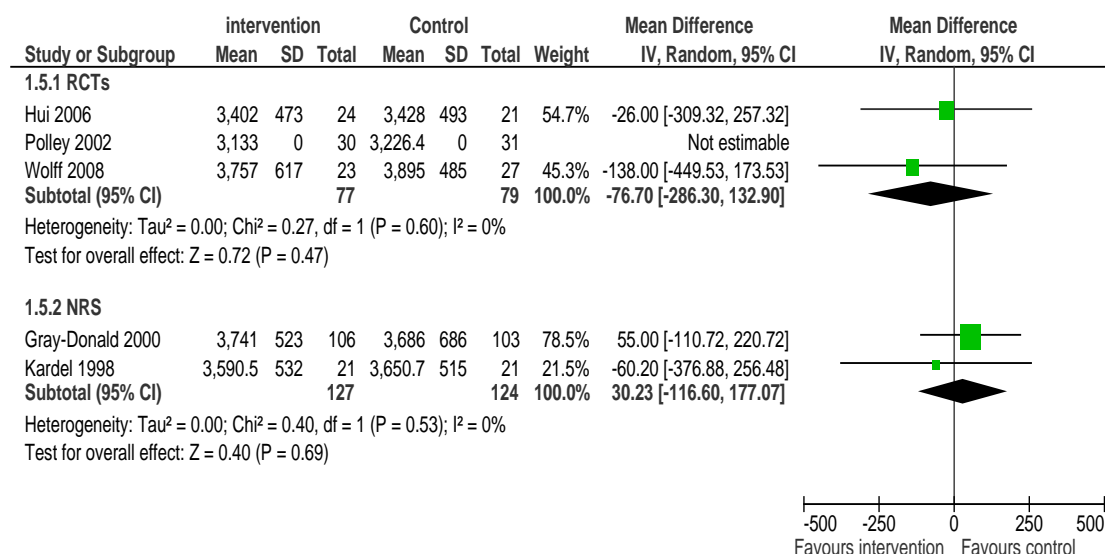 intervention Control Mean Difference Mean Difference
Study or Subgroup Mean SD Total Mean SD Total Weight IV, Random, 95% CI IV, Random, 95% CI
1.5.1 RCTs
Hui 2006 3,402 473 24 3,428 493 21 54.7% -26.00 [-309.32, 257.32]
Polley 2002 3,133 0 30 3,226.4 0 31 Not estimable
Wolff 2008 3,757 617 23 3,895 485 27 45.3% -138.00 [-449.53, 173.53]
Subtotal (95% CI) 77 79 100.0% -76.70 [-286.30, 132.90]
Heterogeneity: Tau² = 0.00; Chi² = 0.27, df = 1 (P = 0.60); I² = 0%
Test for overall effect: Z = 0.72 (P = 0.47)
1.5.2 NRS
Gray-Donald 2000 3,741 523 106 3,686 686 103 78.5% 55.00 [-110.72, 220.72]
Kardel 1998 3,590.5 532 21 3,650.7 515 21 21.5% -60.20 [-376.88, 256.48]
Subtotal (95% CI) 127 124 100.0% 30.23 [-116.60, 177.07]
Heterogeneity: Tau² = 0.00; Chi² = 0.40, df = 1 (P = 0.53); I² = 0%
Test for overall effect: Z = 0.40 (P = 0.69)
-500 -250 0 250 500
Favours intervention Favours control